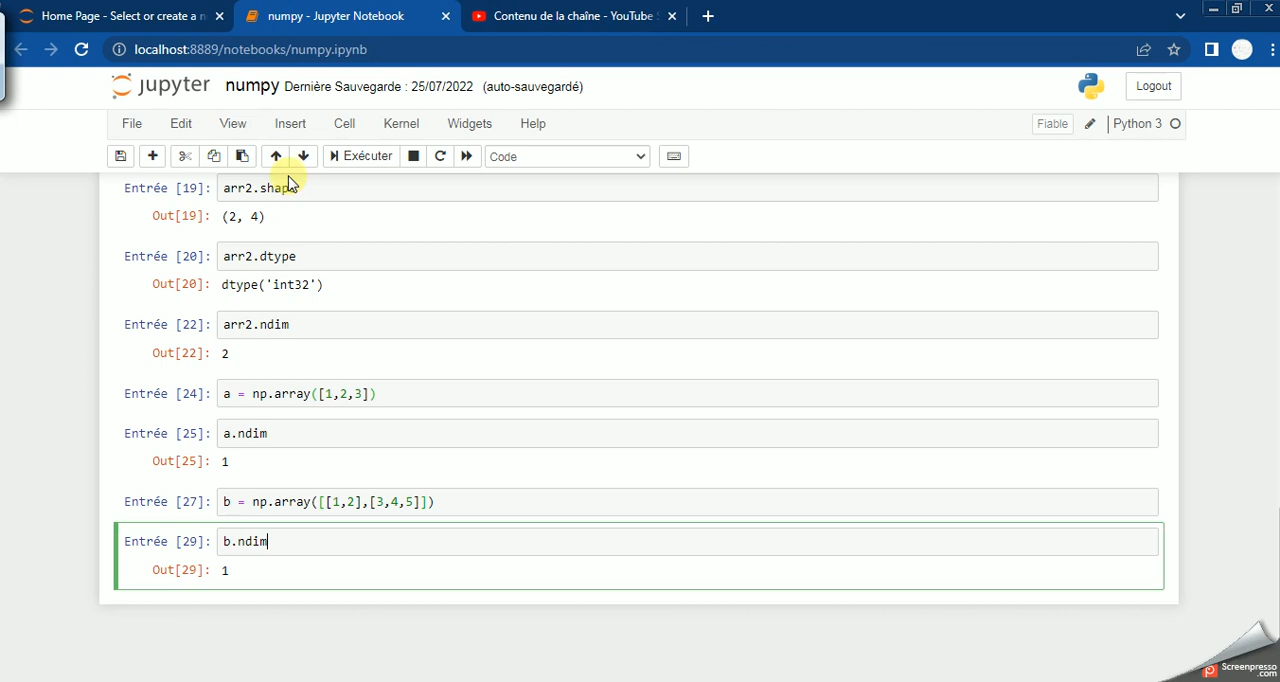 Home Page - Select or create a n
numpy - Jupyter Notebook
Contenu de la chaîne - YouTube S
localhost:8889/notebooks/numpy.ipynb
jupyter numpy Dernière Sauvegarde : 25/07/2022 (auto-sauvegardé)
Logout
File Edit View Insert Cell Kernel Widgets Help
Fiable Python 3
Exécuter Code
Entrée [19]: arr2.shape
Out[19]: (2, 4)
Entrée [20]: arr2.dtype
Out[20]: dtype('int32')
Entrée [22]: arr2.ndim
Out[22]: 2
Entrée [24]: a = np.array([1,2,3])
Entrée [25]: a.ndim
Out[25]: 1
Entrée [27]: b = np.array([[1,2],[3,4,5]])
Entrée [29]: b.ndim
Out[29]: 1
Screenpresso
.com